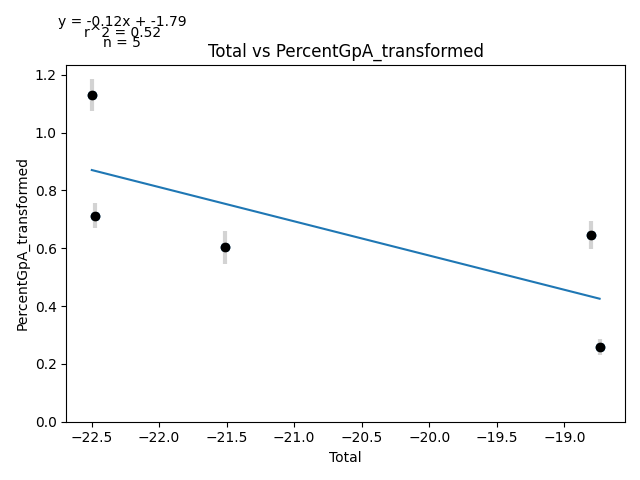 y = -0.12x + -1.79
r^2 = 0.52
n = 5
Total vs PercentGpA_transformed
PercentGpA_transformed
1.2
1.0
0.8
0.6
0.4
0.2
0.0
−22.5 −22.0 −21.5 −21.0 −20.5 −20.0 −19.5 −19.0
Total